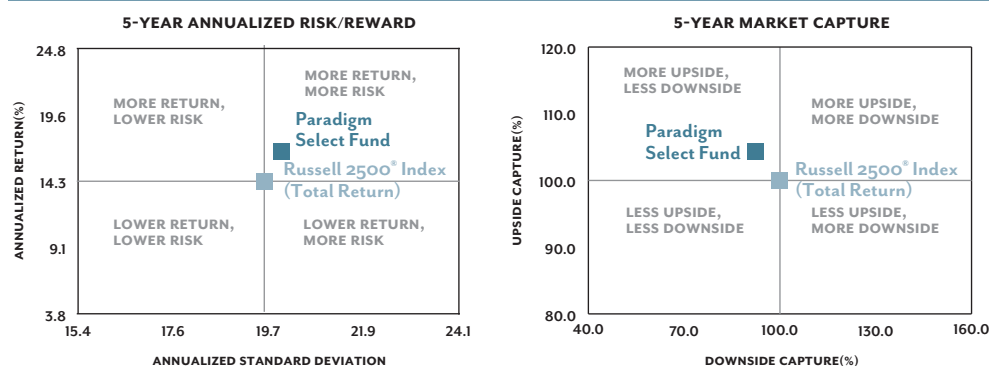 5-YEAR ANNUALIZED RISK/REWARD
ANNUALIZED RETURN(%)
24.8
19.6
14.3
9.1
3.8
MORE RETURN,
LOWER RISK
MORE RETURN,
MORE RISK
Paradigm
Select Fund
Russell 2500® Index
(Total Return)
LOWER RETURN,
LOWER RISK
LOWER RETURN,
MORE RISK
15.4 17.6 19.7 21.9 24.1
ANNUALIZED STANDARD DEVIATION
5-YEAR MARKET CAPTURE
UPSIDE CAPTURE(%)
120.0
110.0
100.0
90.0
80.0
MORE UPSIDE,
LESS DOWNSIDE
MORE UPSIDE,
MORE DOWNSIDE
Paradigm
Select Fund
Russell 2500® Index
(Total Return)
LESS UPSIDE,
LESS DOWNSIDE
LESS UPSIDE,
MORE DOWNSIDE
40.0 70.0 100.0 130.0 160.0
DOWNSIDE CAPTURE(%)